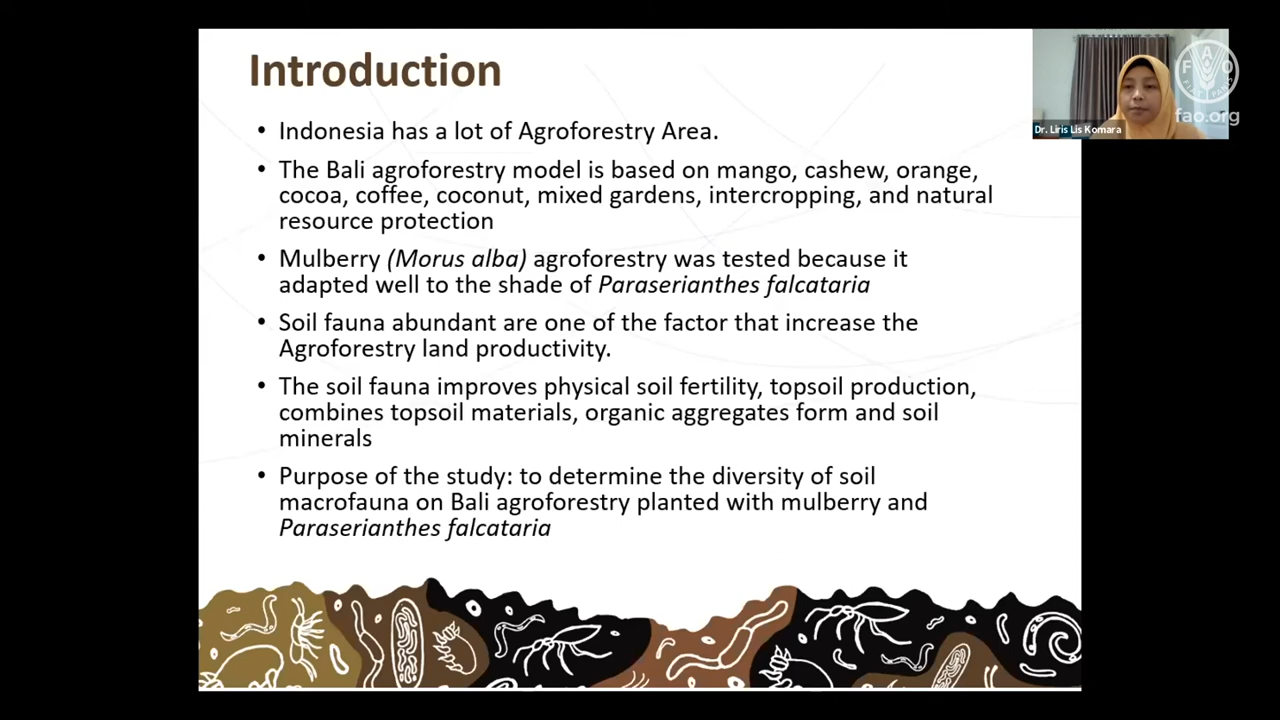 Introduction
• Indonesia has a lot of Agroforestry Area.
• The Bali agroforestry model is based on mango, cashew, orange,
cocoa, coffee, coconut, mixed gardens, intercropping, and natural
resource protection
• Mulberry (Morus alba) agroforestry was tested because it
adapted well to the shade of Paraserianthes falcataria
• Soil fauna abundant are one of the factor that increase the
Agroforestry land productivity.
• The soil fauna improves physical soil fertility, topsoil production,
combines topsoil materials, organic aggregates form and soil
minerals
• Purpose of the study: to determine the diversity of soil
macrofauna on Bali agroforestry planted with mulberry and
Paraserianthes falcataria
F A O
FIAT PANIS
fao.org
Dr. Liris Lis Komara